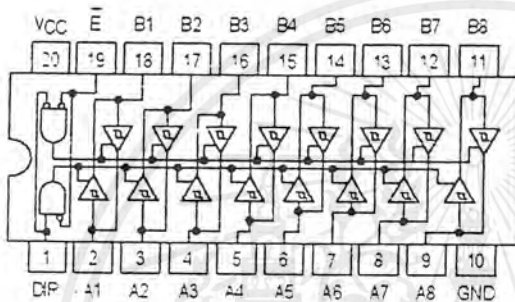 VCC E B1 B2 B3 B4 B5 B6 B7 B8
20 19 18 17 16 15 14 13 12 11
1 2 3 4 5 6 7 8 9 10
DIR A1 A2 A3 A4 A5 A6 A7 A8 GND